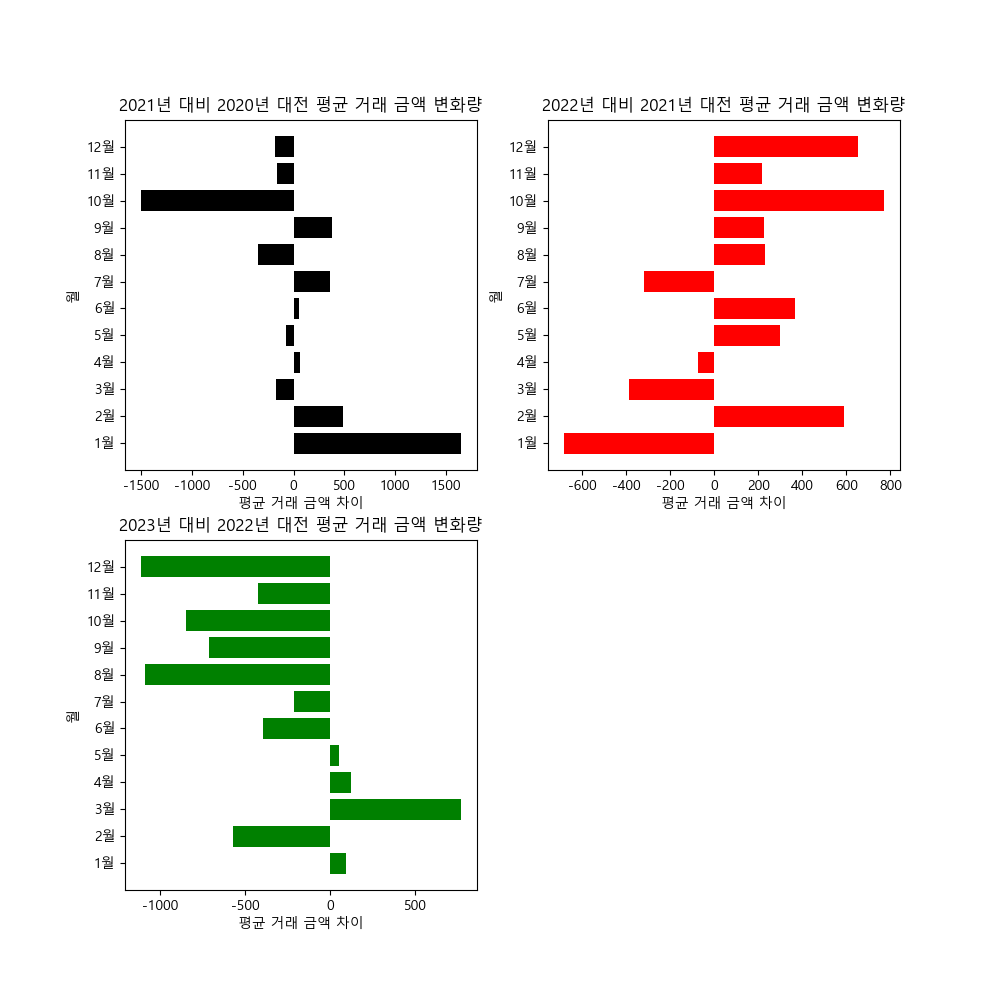 2021년 대비 2020년 대전 평균 거래 금액 변화량
12월
11월
10월
9월
8월
7월
6월
5월
4월
3월
2월
1월
월
-1500 -1000 -500 0 500 1000 1500
평균 거래 금액 차이
2022년 대비 2021년 대전 평균 거래 금액 변화량
12월
11월
10월
9월
8월
7월
6월
5월
4월
3월
2월
1월
월
-600 -400 -200 0 200 400 600 800
평균 거래 금액 차이
2023년 대비 2022년 대전 평균 거래 금액 변화량
12월
11월
10월
9월
8월
7월
6월
5월
4월
3월
2월
1월
월
-1000 -500 0 500
평균 거래 금액 차이